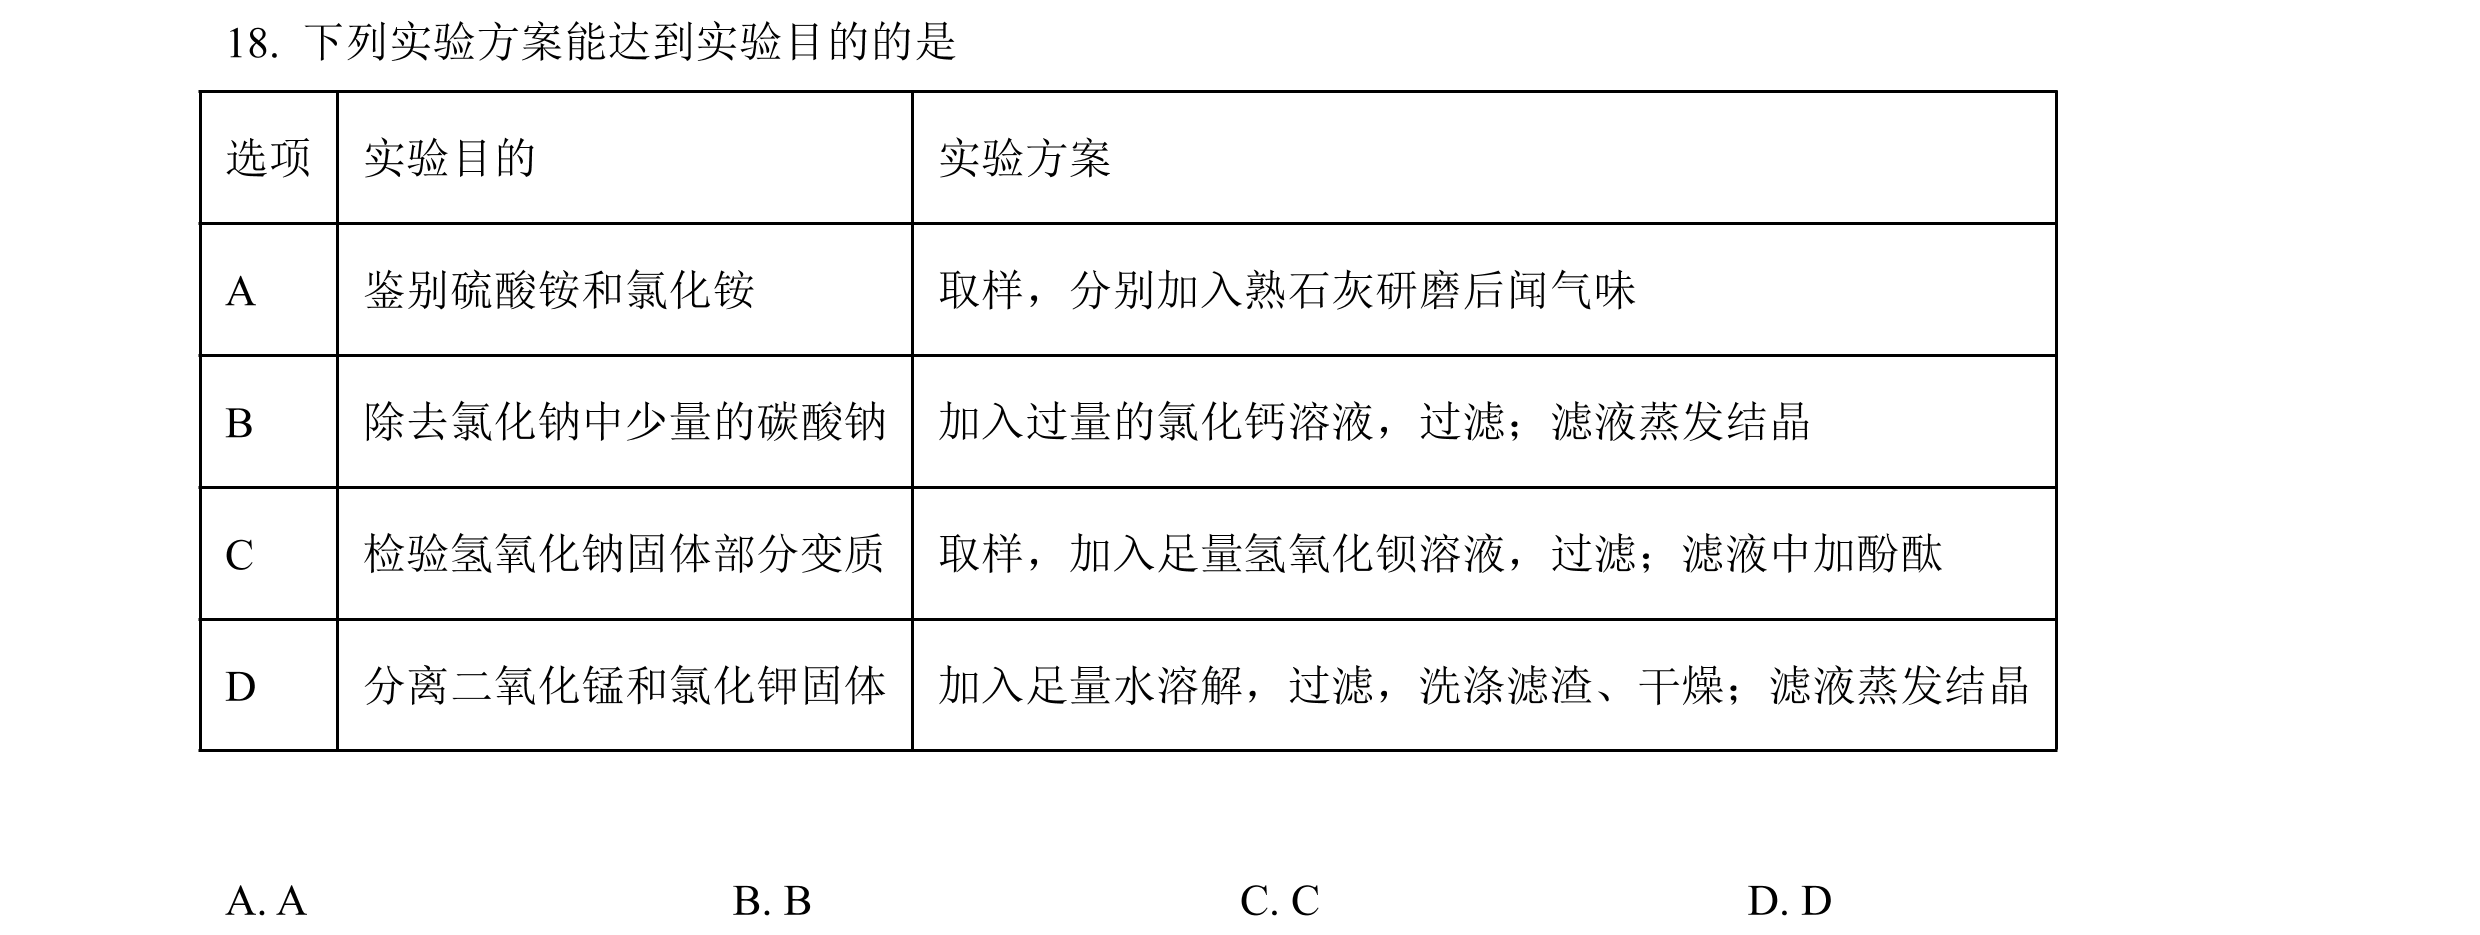 18. 下列实验方案能达到实验目的的是
选项 实验目的 实验方案
A 鉴别硫酸铵和氯化铵 取样，分别加入熟石灰研磨后闻气味
B 除去氯化钠中少量的碳酸钠 加入过量的氯化钙溶液，过滤；滤液蒸发结晶
C 检验氢氧化钠固体部分变质 取样，加入足量氢氧化钡溶液，过滤；滤液中加酚酞
D 分离二氧化锰和氯化钾固体 加入足量水溶解，过滤，洗涤滤渣、干燥；滤液蒸发结晶
A. A B. B C. C D. D